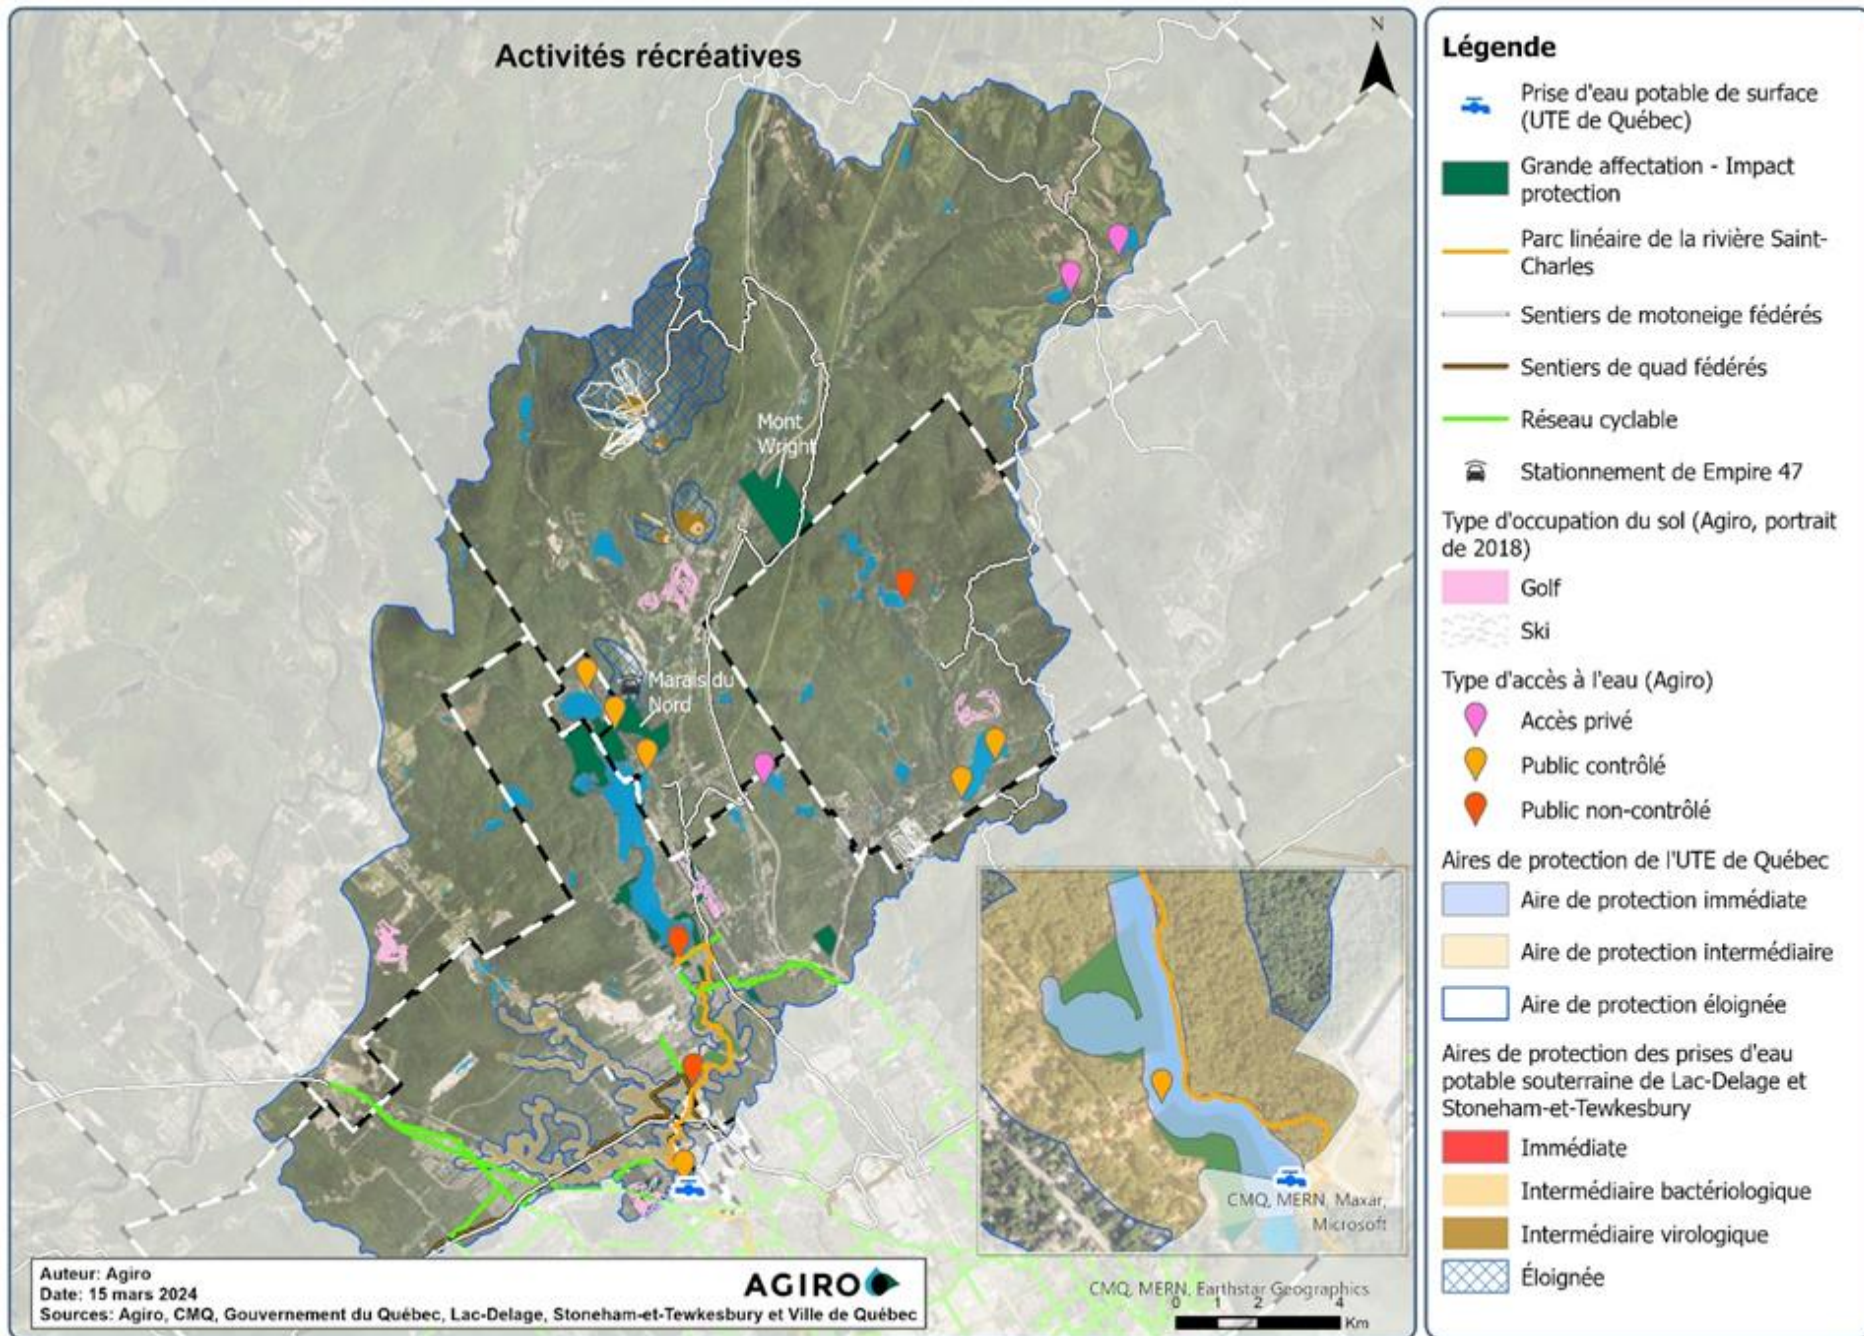 Activités récréatives
N
Mont
Wright
Marais du
Nord
CMQ, MERN, Maxar,
Microsoft
CMQ, MERN, Earthstar Geographics
0 1 2 4
Km
Auteur: Agiro
Date: 15 mars 2024
Sources: Agiro, CMQ, Gouvernement du Québec, Lac-Delage, Stoneham-et-Tewkesbury et Ville de Québec
AGIRO
Légende
Prise d'eau potable de surface
(UTE de Québec)
Grande affectation - Impact
protection
Parc linéaire de la rivière Saint-
Charles
Sentiers de motoneige fédérés
Sentiers de quad fédérés
Réseau cyclable
Stationnement de Empire 47
Type d'occupation du sol (Agiro, portrait
de 2018)
Golf
Ski
Type d'accès à l'eau (Agiro)
Accès privé
Public contrôlé
Public non-contrôlé
Aires de protection de l'UTE de Québec
Aire de protection immédiate
Aire de protection intermédiaire
Aire de protection éloignée
Aires de protection des prises d'eau
potable souterraine de Lac-Delage et
Stoneham-et-Tewkesbury
Immédiate
Intermédiaire bactériologique
Intermédiaire virologique
Éloignée